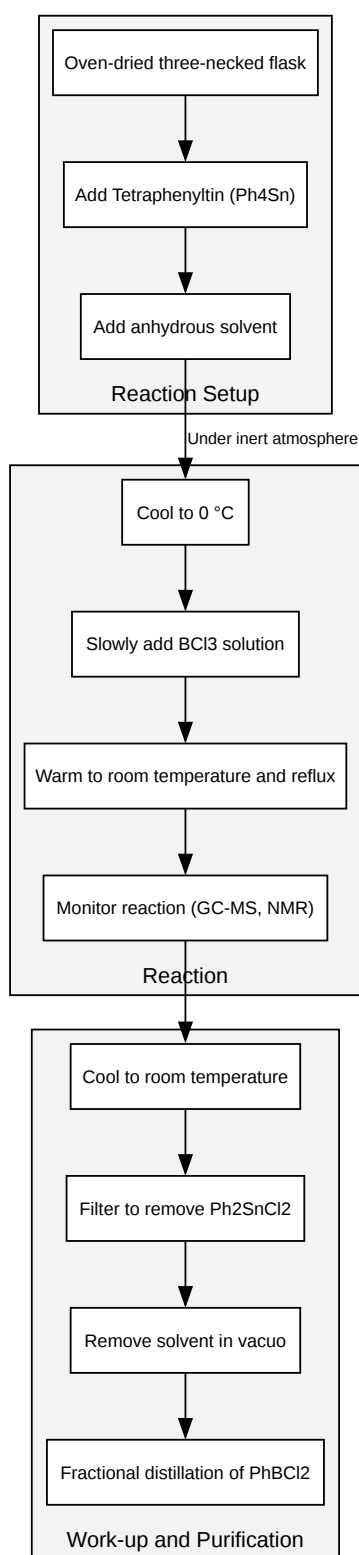 Oven-dried three-necked flask
Add Tetraphenyltin (Ph4Sn)
Add anhydrous solvent
Reaction Setup
Under inert atmosphere
Cool to 0 °C
Slowly add BCl3 solution
Warm to room temperature and reflux
Monitor reaction (GC-MS, NMR)
Reaction
Cool to room temperature
Filter to remove Ph2SnCl2
Remove solvent in vacuo
Fractional distillation of PhBCl2
Work-up and Purification